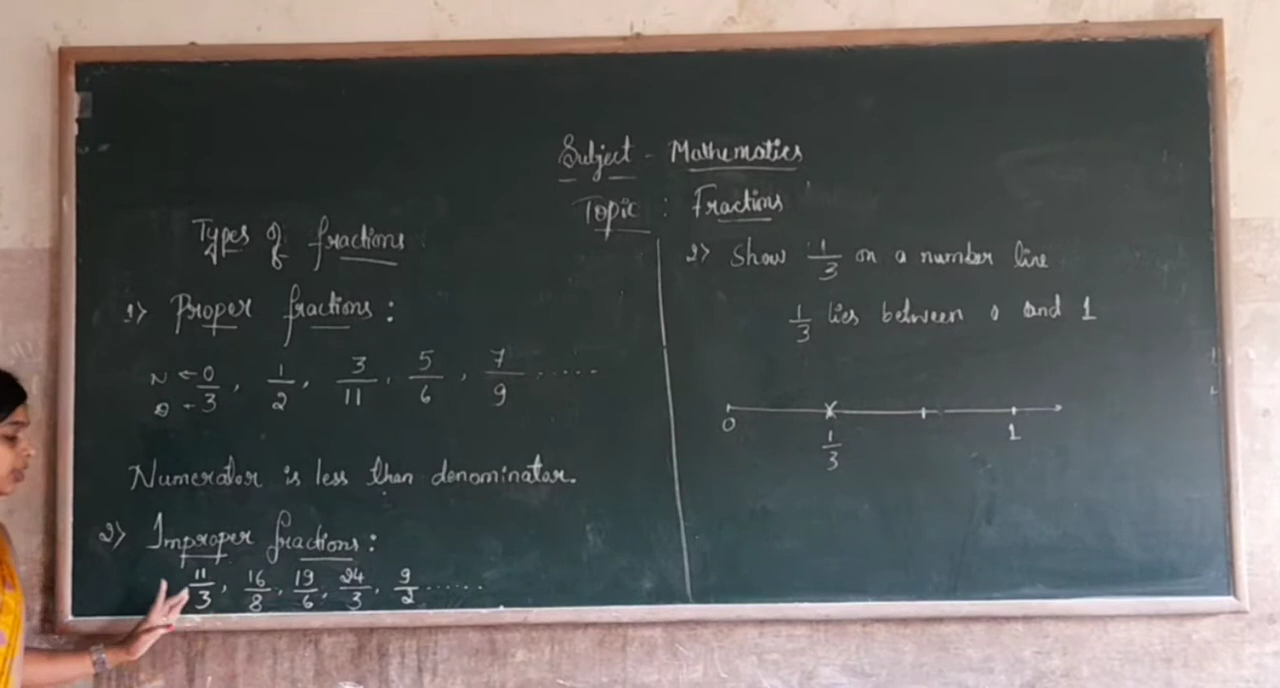 Subject - Mathematics
Topic : Fractions
Types of fractions
1) Proper fractions :
N ← 0/3, 1/2, 3/11, 5/6, 7/9 .....
D -
Numerator is less than denominator.
2) Improper fractions :
11/3, 16/8, 19/6, 24/3, 9/2 ......
2) Show 1/3 on a number line
1/3 lies between 0 and 1
0 1
1/3